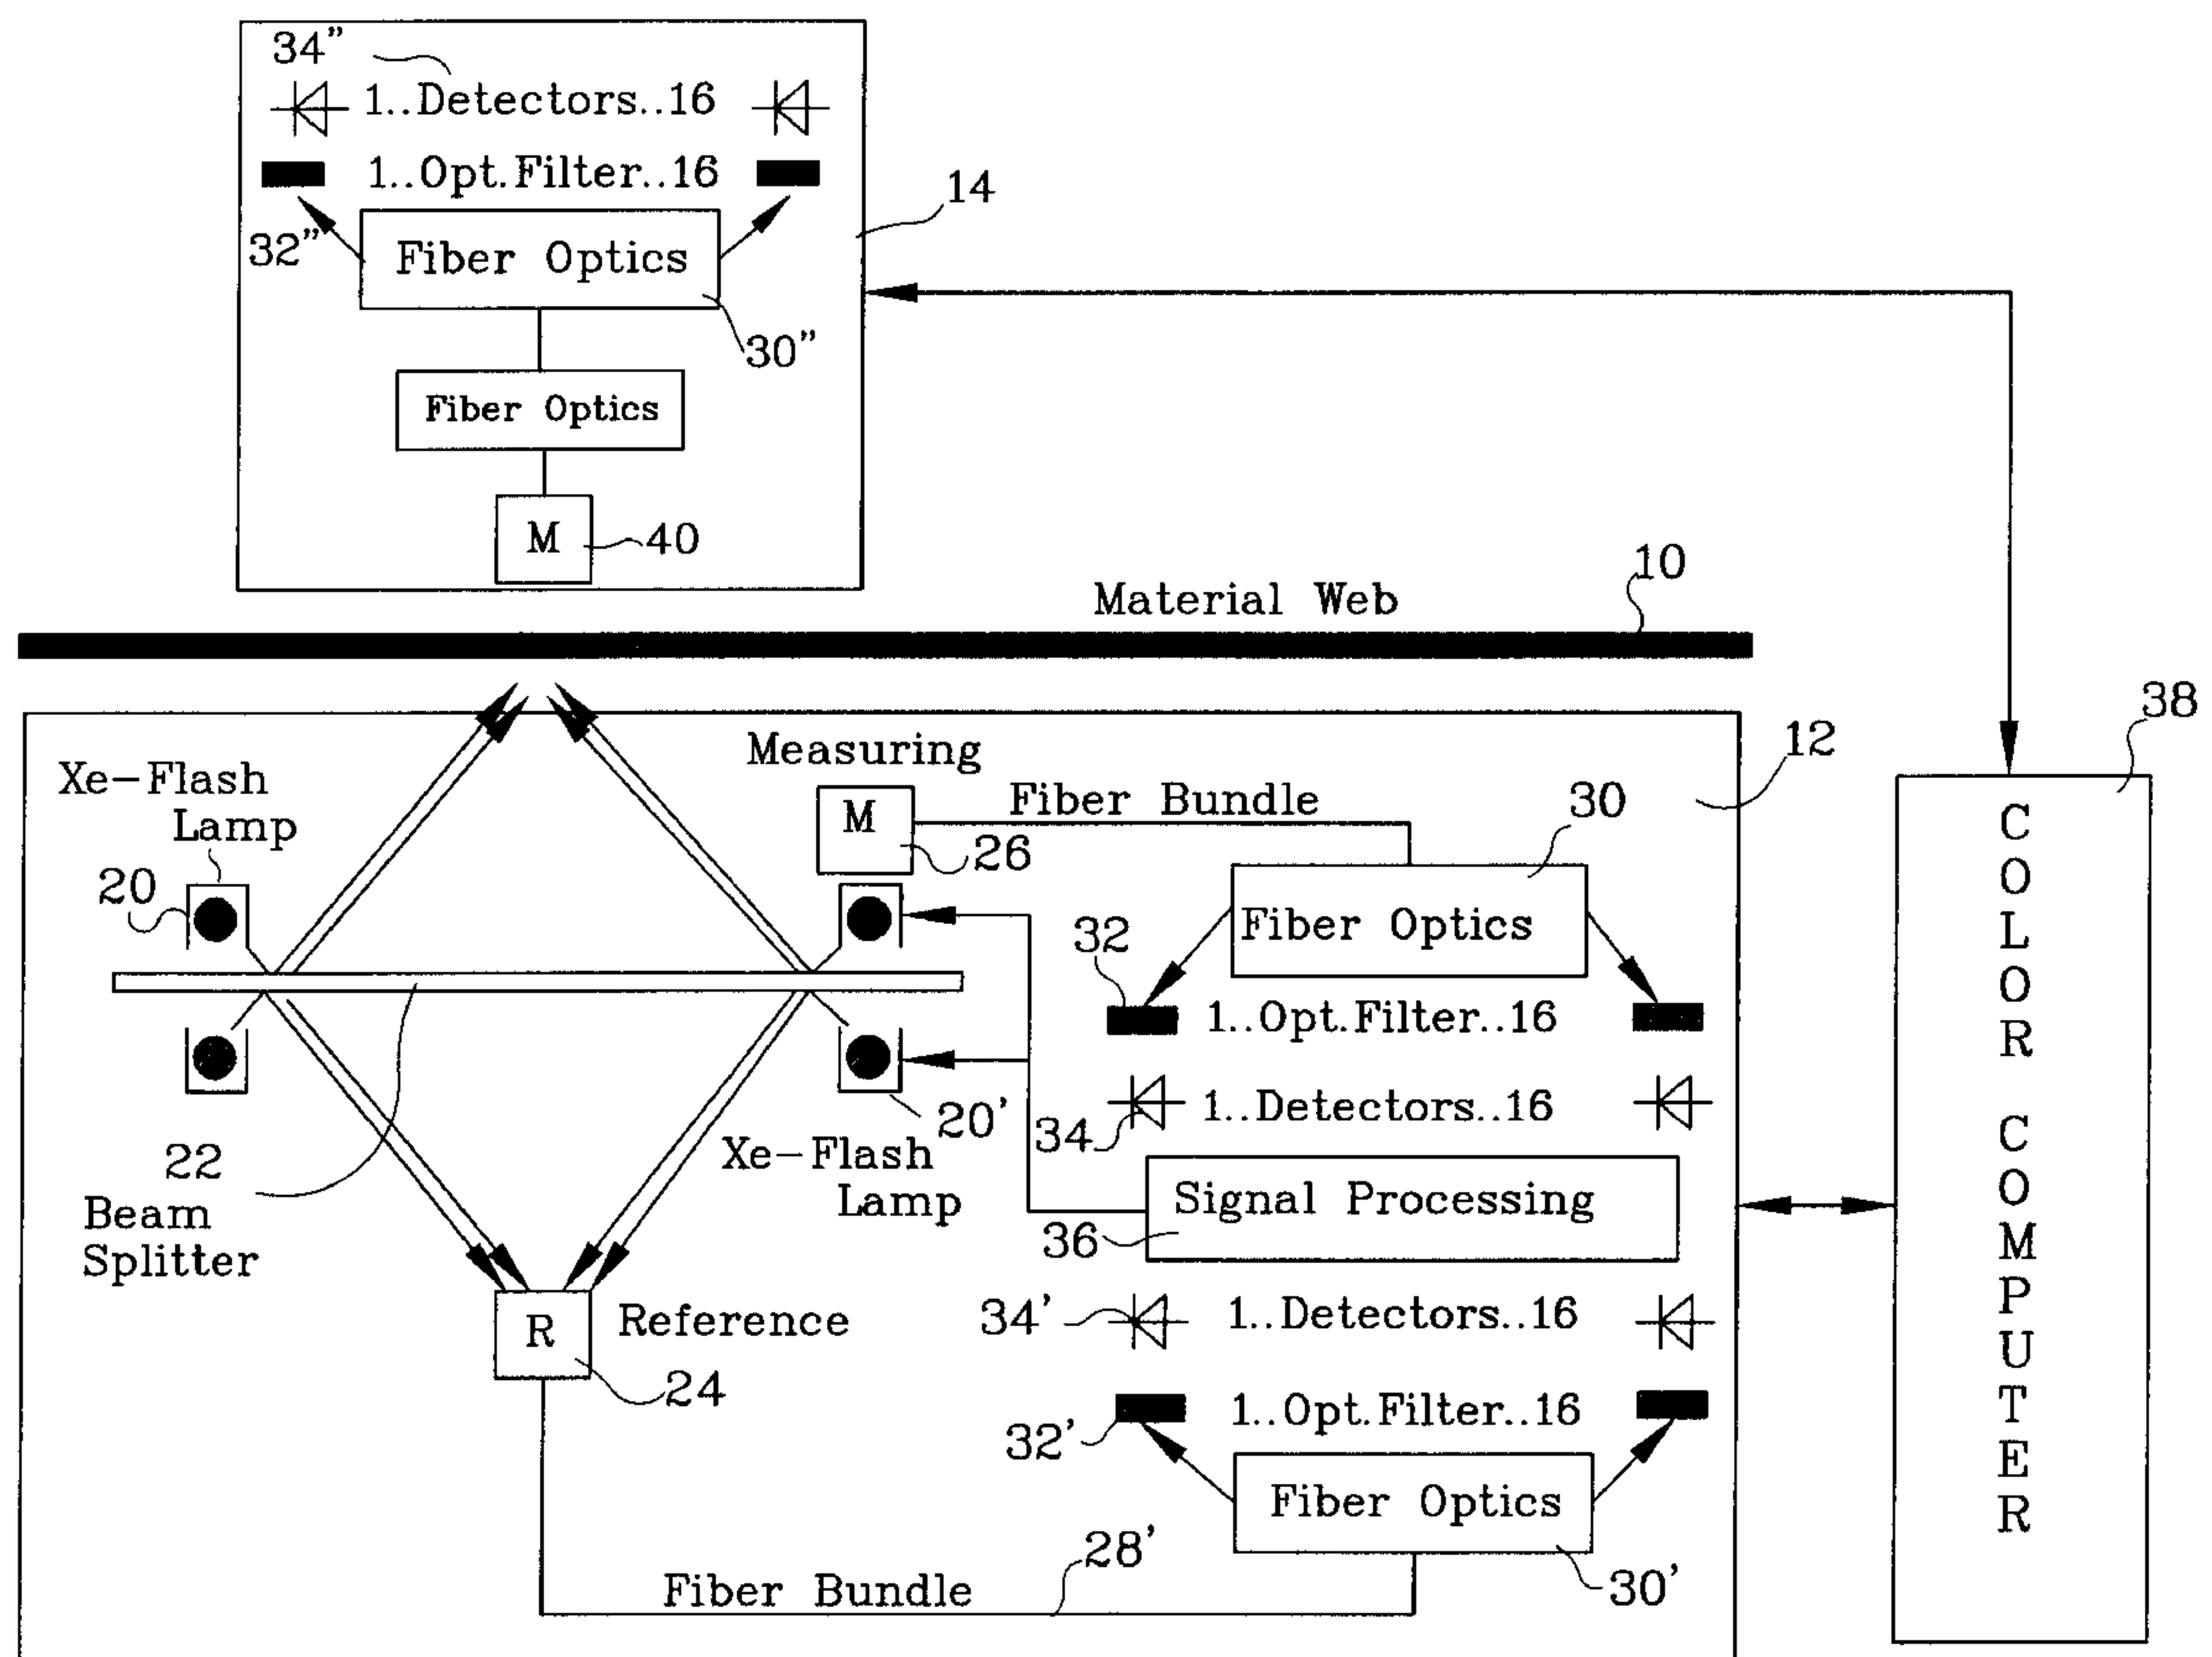 34”
1..Detectors..16
1..Opt.Filter..16
14
32”
Fiber Optics
30”
Fiber Optics
M
40
10
Material Web
38
12
Measuring
Xe-Flash
Lamp
M
Fiber Bundle
30
26
20
Fiber Optics
32
1..Opt.Filter..16
34
1..Detectors..16
20'
Xe-Flash
Lamp
22
Beam
Splitter
Signal Processing
36
R
Reference
24
34'
1..Detectors..16
32'
1..Opt.Filter..16
Fiber Optics
30'
28'
Fiber Bundle
COLOR COMPUTER